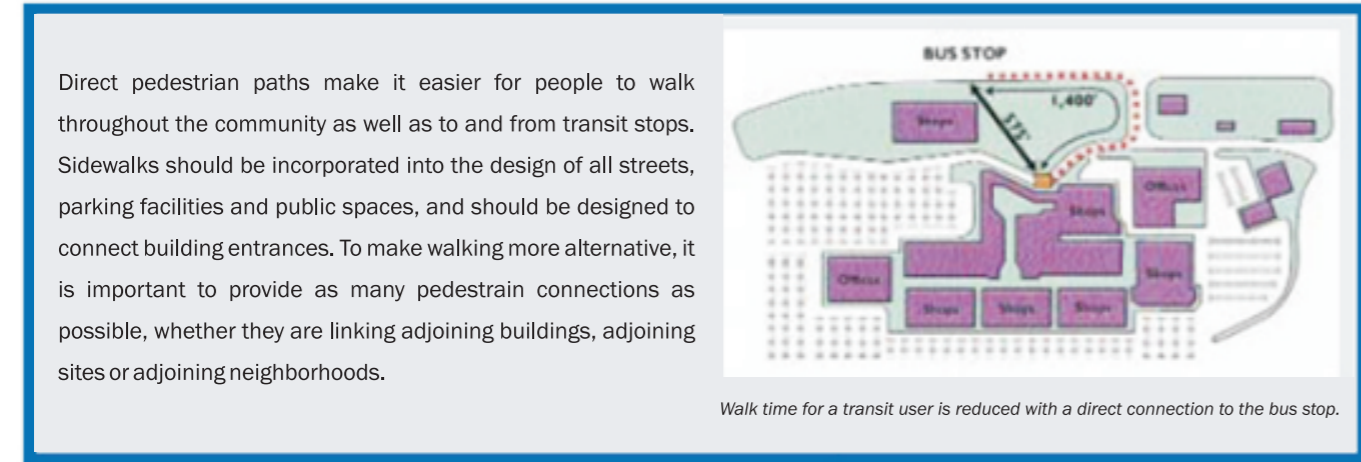 Direct pedestrian paths make it easier for people to walk
throughout the community as well as to and from transit stops.
Sidewalks should be incorporated into the design of all streets,
parking facilities and public spaces, and should be designed to
connect building entrances. To make walking more alternative, it
is important to provide as many pedestrain connections as
possible, whether they are linking adjoining buildings, adjoining
sites or adjoining neighborhoods.
BUS STOP
1,400'
575'
Shops
Offices
Shops
Offices
Shops
Shops
Shops
Shops
Walk time for a transit user is reduced with a direct connection to the bus stop.